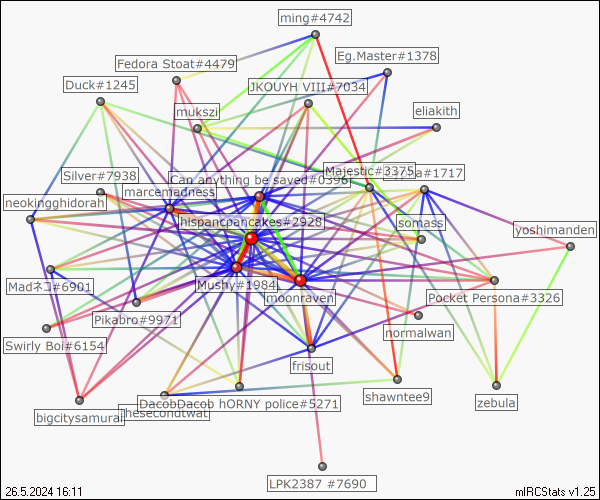 ming#4742
Eg.Master#1378
Fedora Stoat#4479
Duck#1245
JKOUYH VIII#7034
mukszi
eliakith
Silver#7938
Can anything be saved#0396
Majestic#3375
a#1717
marcemadness
neokingghidorah
hispancpancakes#2928
somass
yoshimanden
Madネコ#6901
Mushy#1984
moonraven
Pocket Persona#3326
Pikabro#9971
normalwan
Swirly Boi#6154
frisout
shawntee9
zebula
bigcitysamurai
thesecondtwat
DacobDacob hORNY police#5271
LPK2387 #7690
26.5.2024 16:11
mIRCStats v1.25